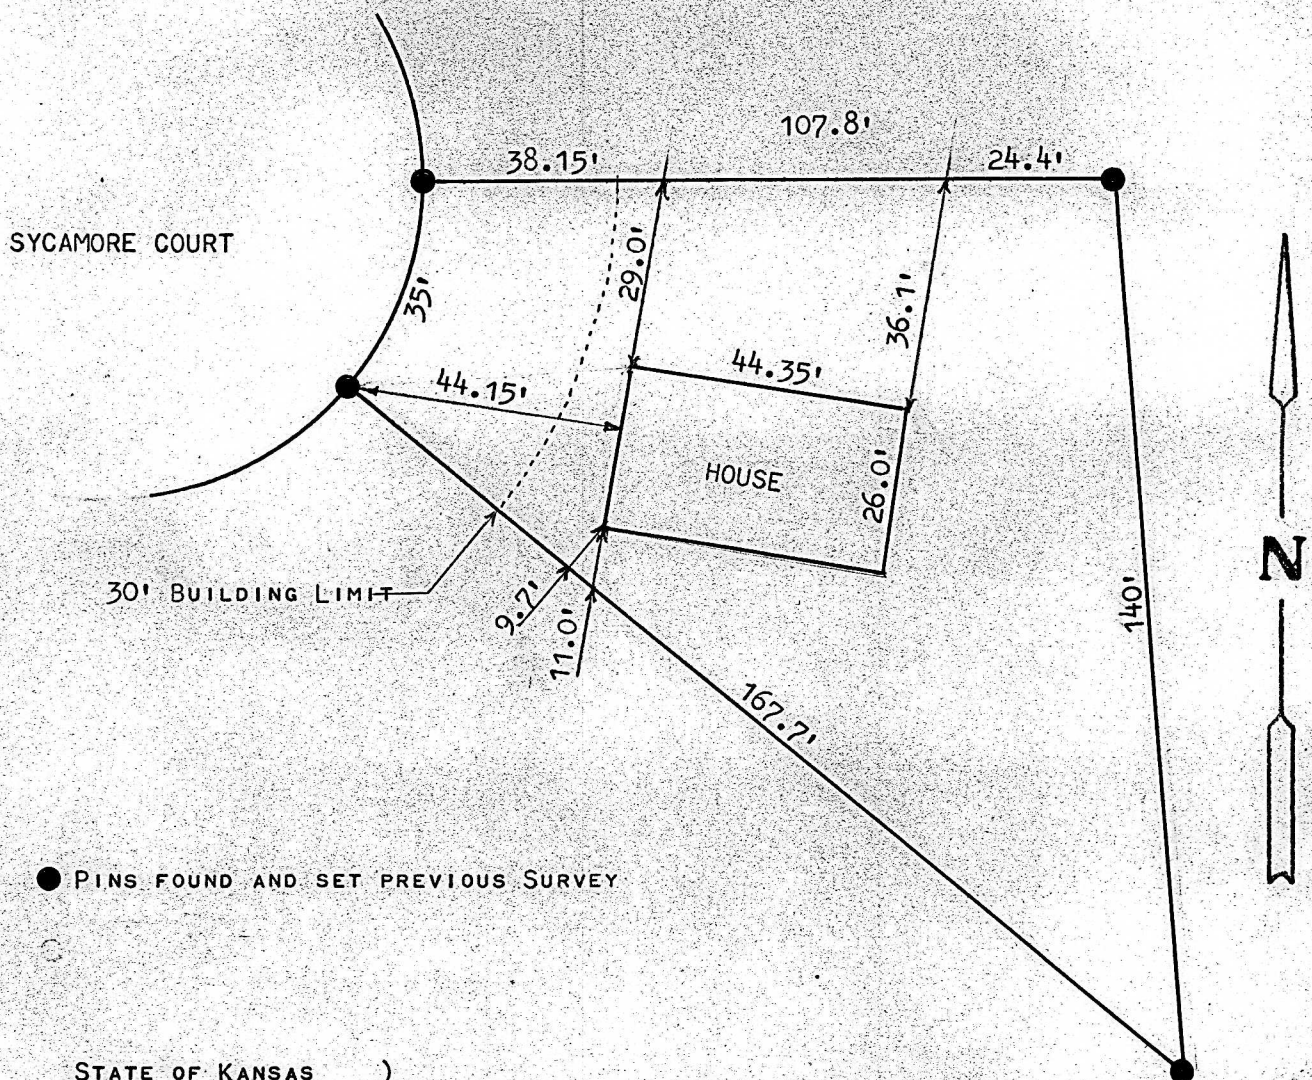 107.8'
38.15'
24.4'
SYCAMORE COURT
29.0'
35'
36.1'
44.35'
44.15'
HOUSE
26.0'
N
30' BUILDING LIMIT
9.7'
11.0'
140'
167.7'
PINS FOUND AND SET PREVIOUS SURVEY
STATE OF KANSAS )